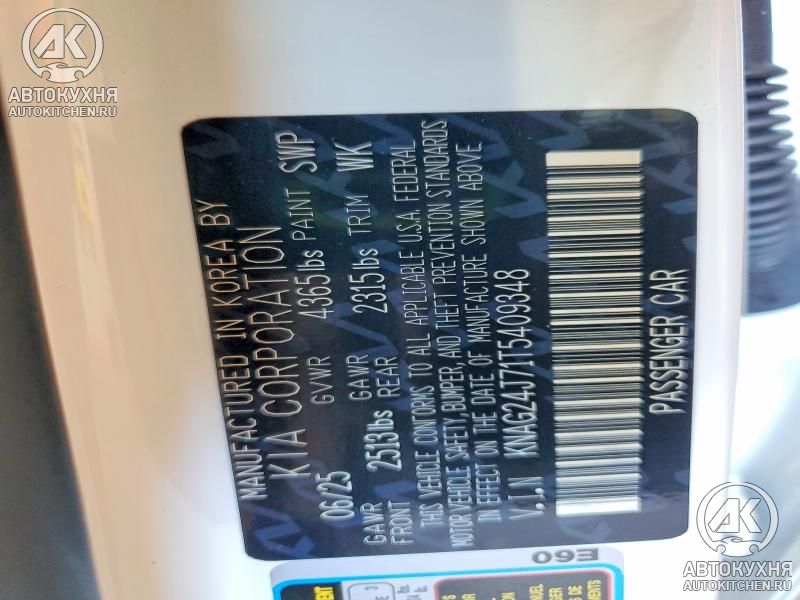 АК
АВТОКУХНЯ
AUTOKITCHEN.RU
MANUFACTURED IN KOREA BY
KIA CORPORATION
06/25 GVWR 4365lbs PAINT SWP
GAWR FRONT 2513lbs GAWR REAR 2315lbs TRIM WK
THIS VEHICLE CONFORMS TO ALL APPLICABLE U.S.A. FEDERAL
MOTOR VEHICLE SAFETY, BUMPER, AND THEFT PREVENTION STANDARDS
IN EFFECT ON THE DATE OF MANUFACTURE SHOWN ABOVE
V.I.N KNAG24J71T5409348
PASSENGER CAR
E60
АК
АВТОКУХНЯ
AUTOKITCHEN.RU